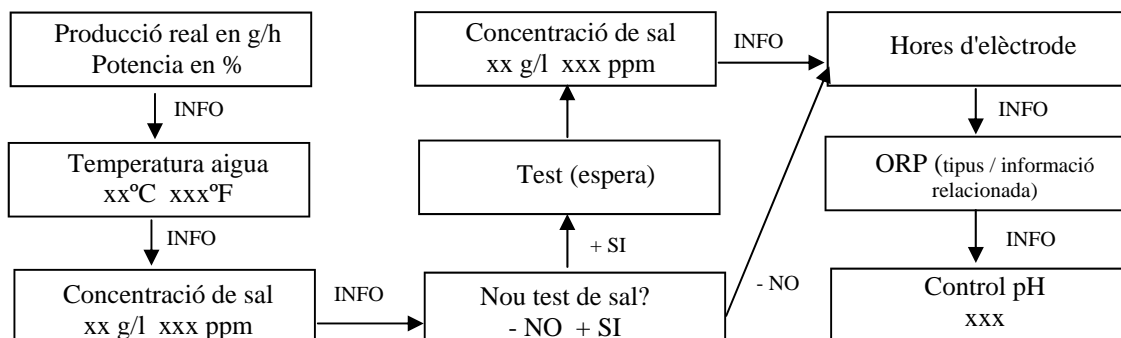 Producció real en g/h
Potencia en %
INFO
Temperatura aigua
xxºC  xxxºF
INFO
Concentració de sal
xx g/l  xxx ppm
INFO
Nou test de sal?
- NO  + SI
+ SI
Test (espera)
Concentració de sal
xx g/l  xxx ppm
INFO
- NO
Hores d'elèctrode
INFO
ORP (tipus / informació
relacionada)
INFO
Control pH
xxx